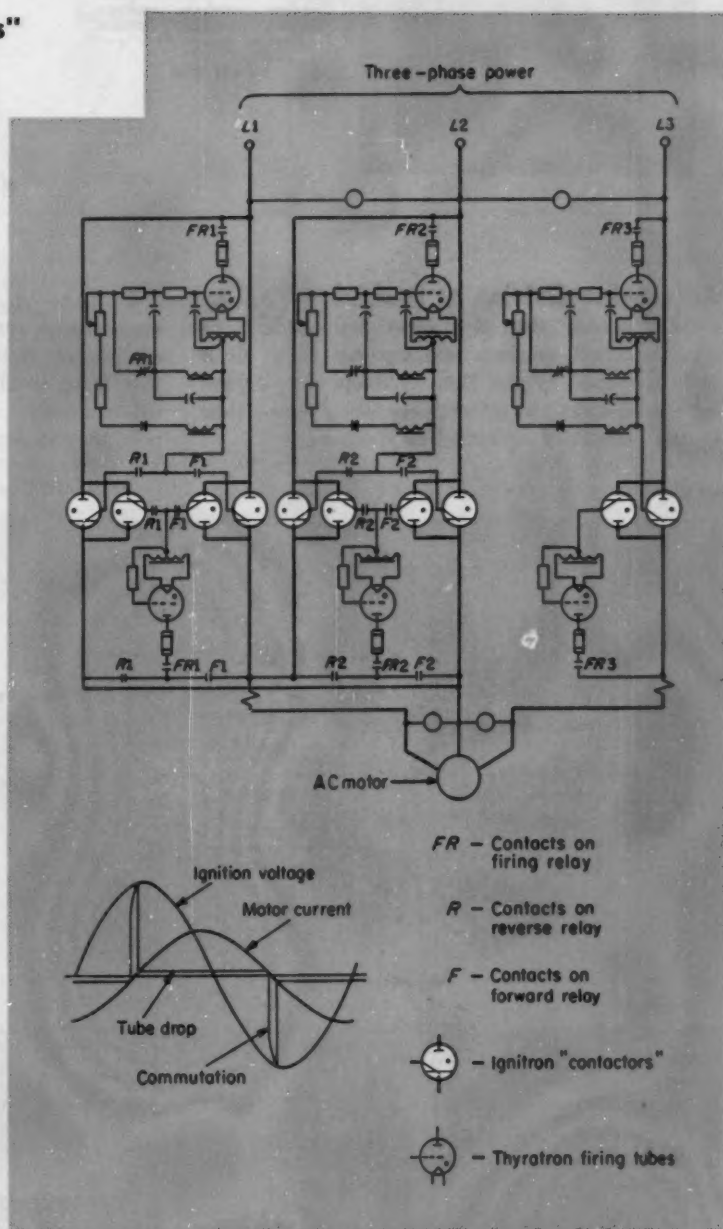 s"
Three-phase power
L1 L2 L3
FR1 FR2 FR3
FR1
R1 F1 R2 F2
R1 F1 R2 F2
R1 FR1 F1 R2 FR2 F2 FR3
AC motor
Ignition voltage
Motor current
Tube drop
Commutation
FR – Contacts on
firing relay
R – Contacts on
reverse relay
F – Contacts on
forward relay
– Ignitron "contactors"
– Thyratron firing tubes